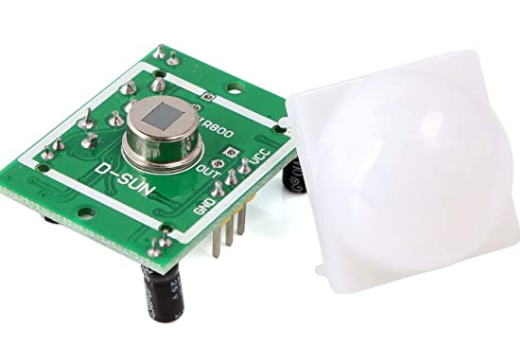 IR800
OUT
VCC
D-SUN
GND